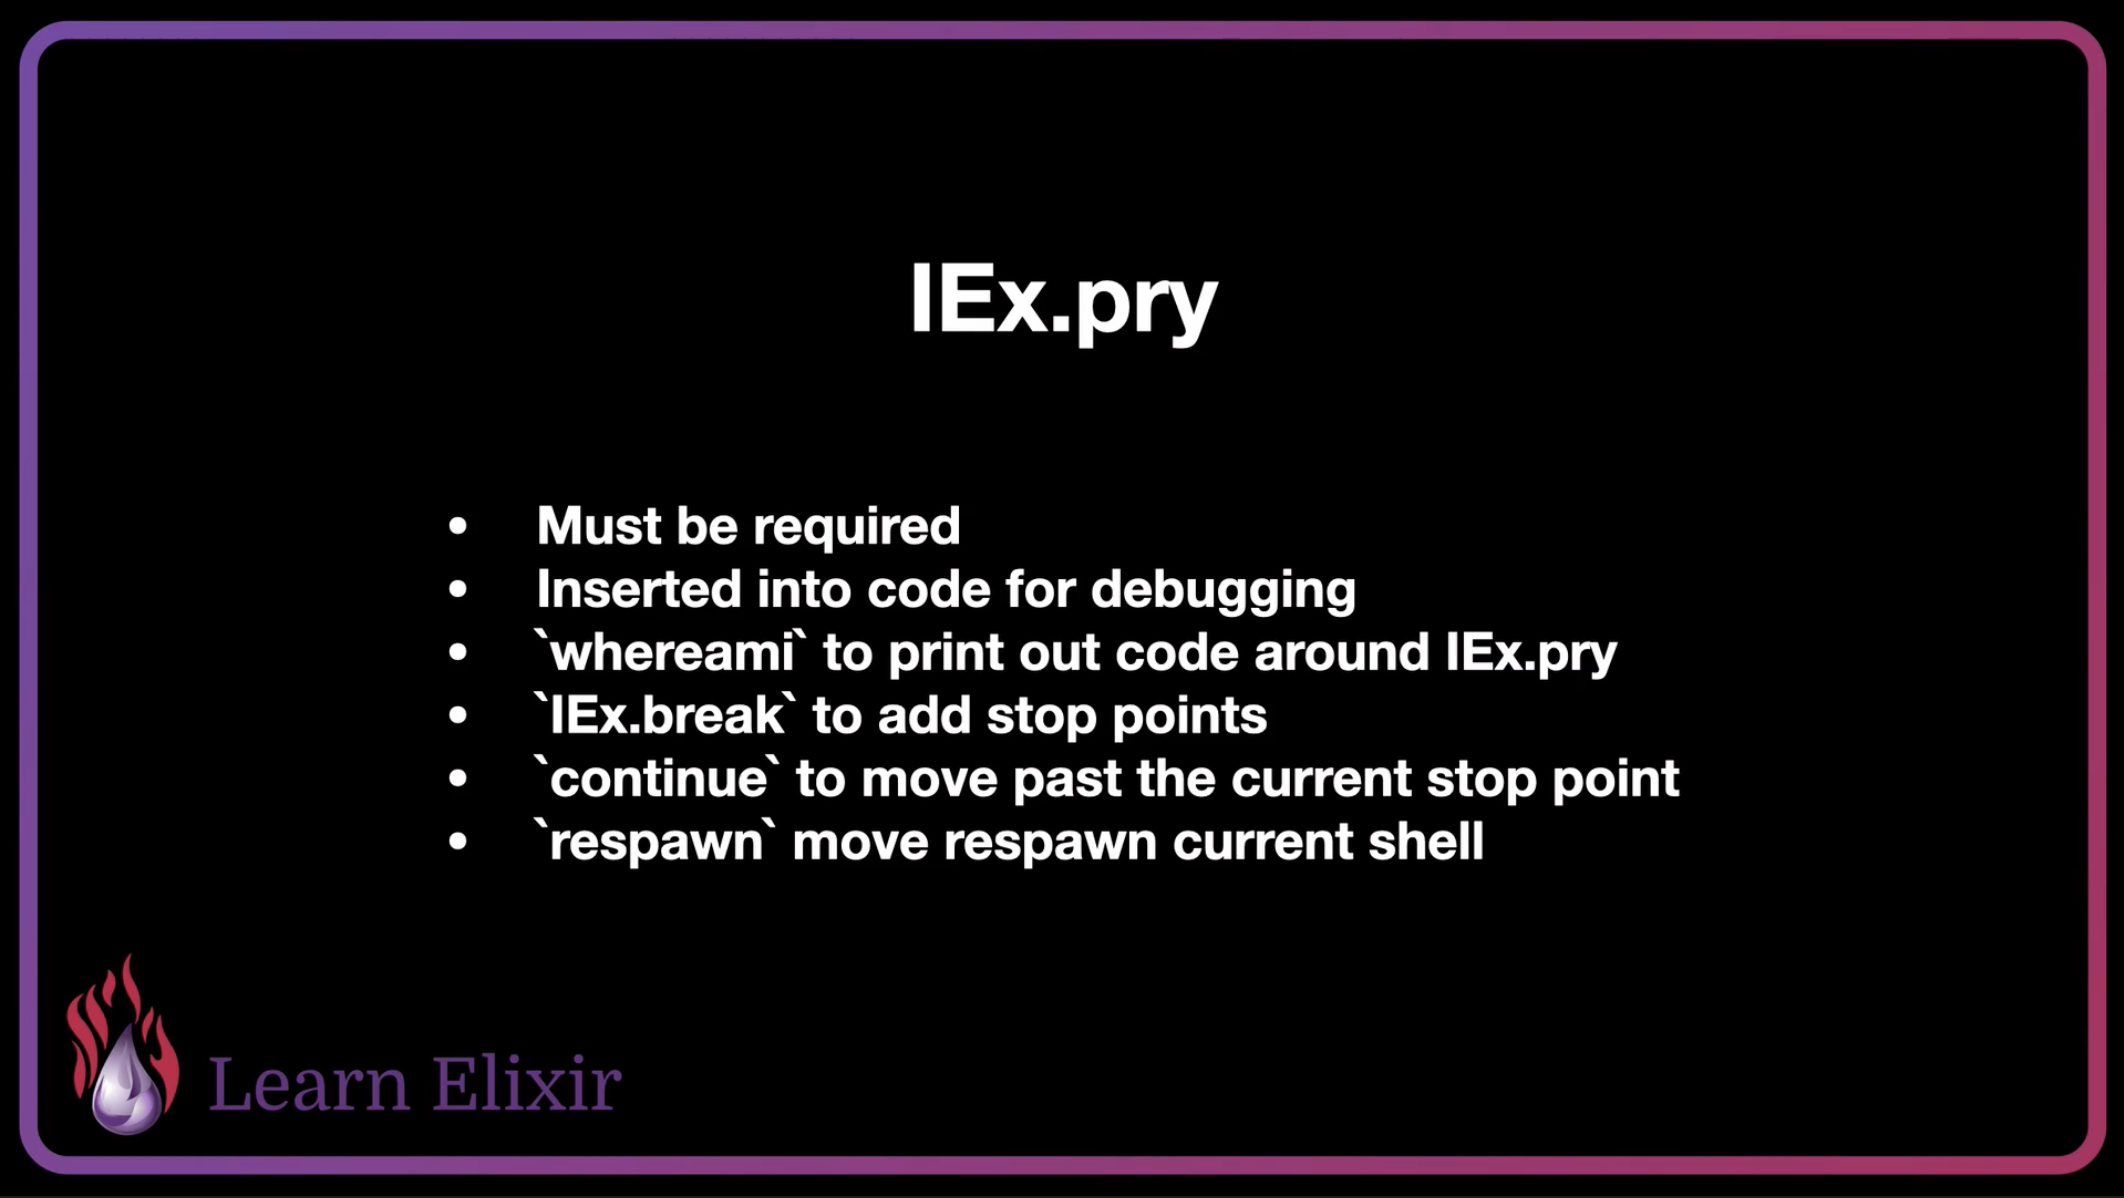 IEx.pry
• Must be required
• Inserted into code for debugging
• `whereami` to print out code around IEx.pry
• `IEx.break` to add stop points
• `continue` to move past the current stop point
• `respawn` move respawn current shell
Learn Elixir